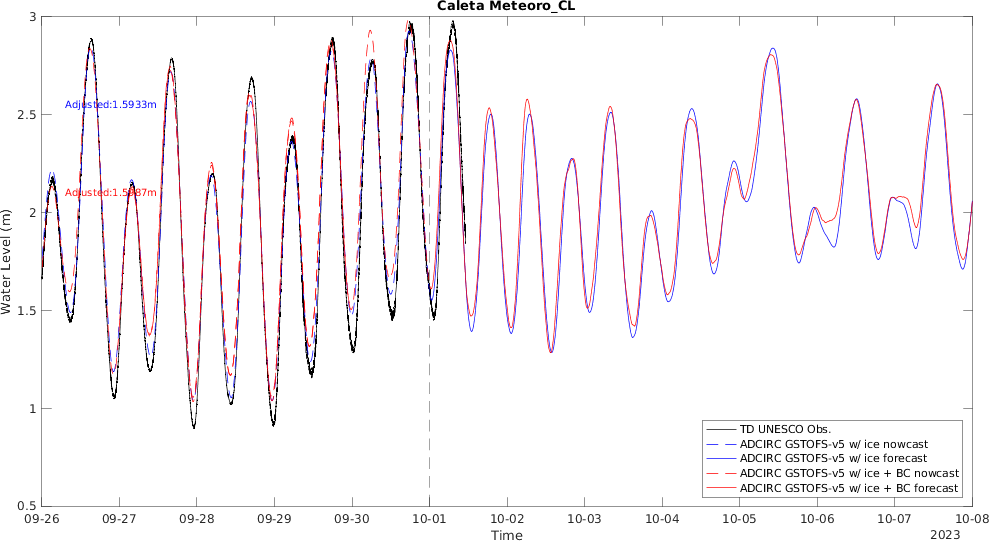 Caleta Meteoro_CL
3
2.5
2
1.5
1
0.5
Water Level (m)
Adjusted:1.5933m
TD UNESCO Obs.
ADCIRC GSTOFS-v5 w/ ice nowcast
ADCIRC GSTOFS-v5 w/ ice forecast
ADCIRC GSTOFS-v5 w/ ice + BC nowcast
ADCIRC GSTOFS-v5 w/ ice + BC forecast
09-26 09-27 09-28 09-29 09-30 10-01 10-02 10-03 10-04 10-05 10-06 10-07 10-08
Time
2023